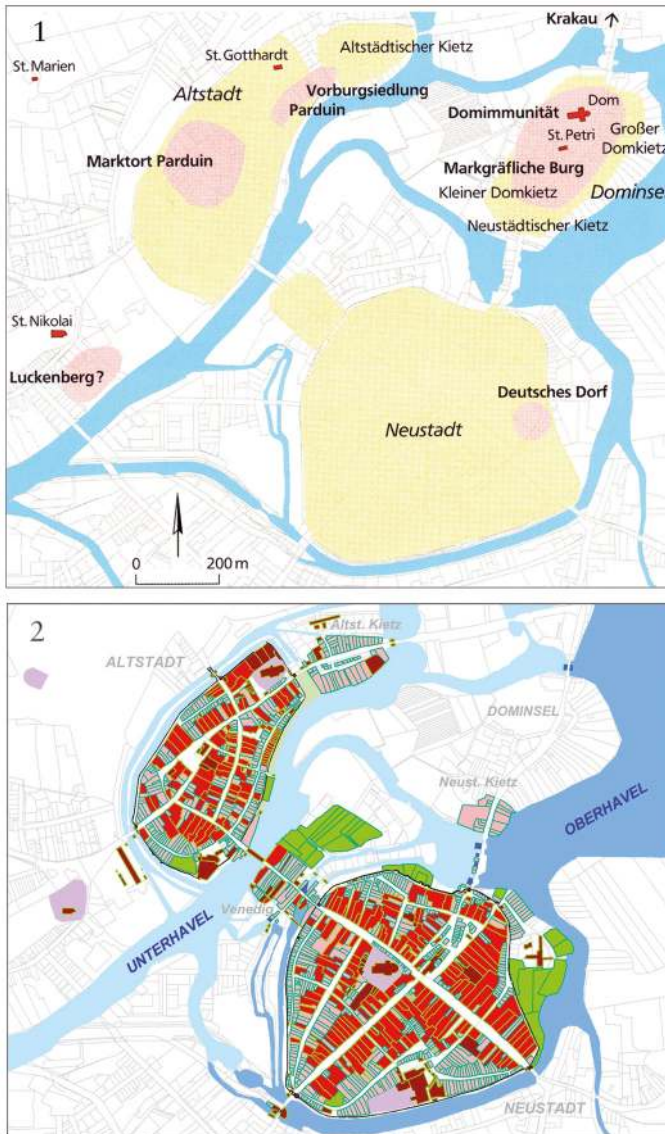 1
Krakau
St. Marien
St. Gotthardt
Altstädtischer Kietz
Altstadt
Vorburgsiedlung
Parduin
Domimmunität
Dom
St. Petri
Großer
Domkietz
Marktort Parduin
Markgräfliche Burg
Kleiner Domkietz
Dominsel
Neustädtischer Kietz
St. Nikolai
Luckenberg?
Deutsches Dorf
Neustadt
0 200 m
2
Altst. Kietz
ALTSTADT
DOMINSEL
Neust. Kietz
OBERHAVEL
Venedig
UNTERHAVEL
NEUSTADT